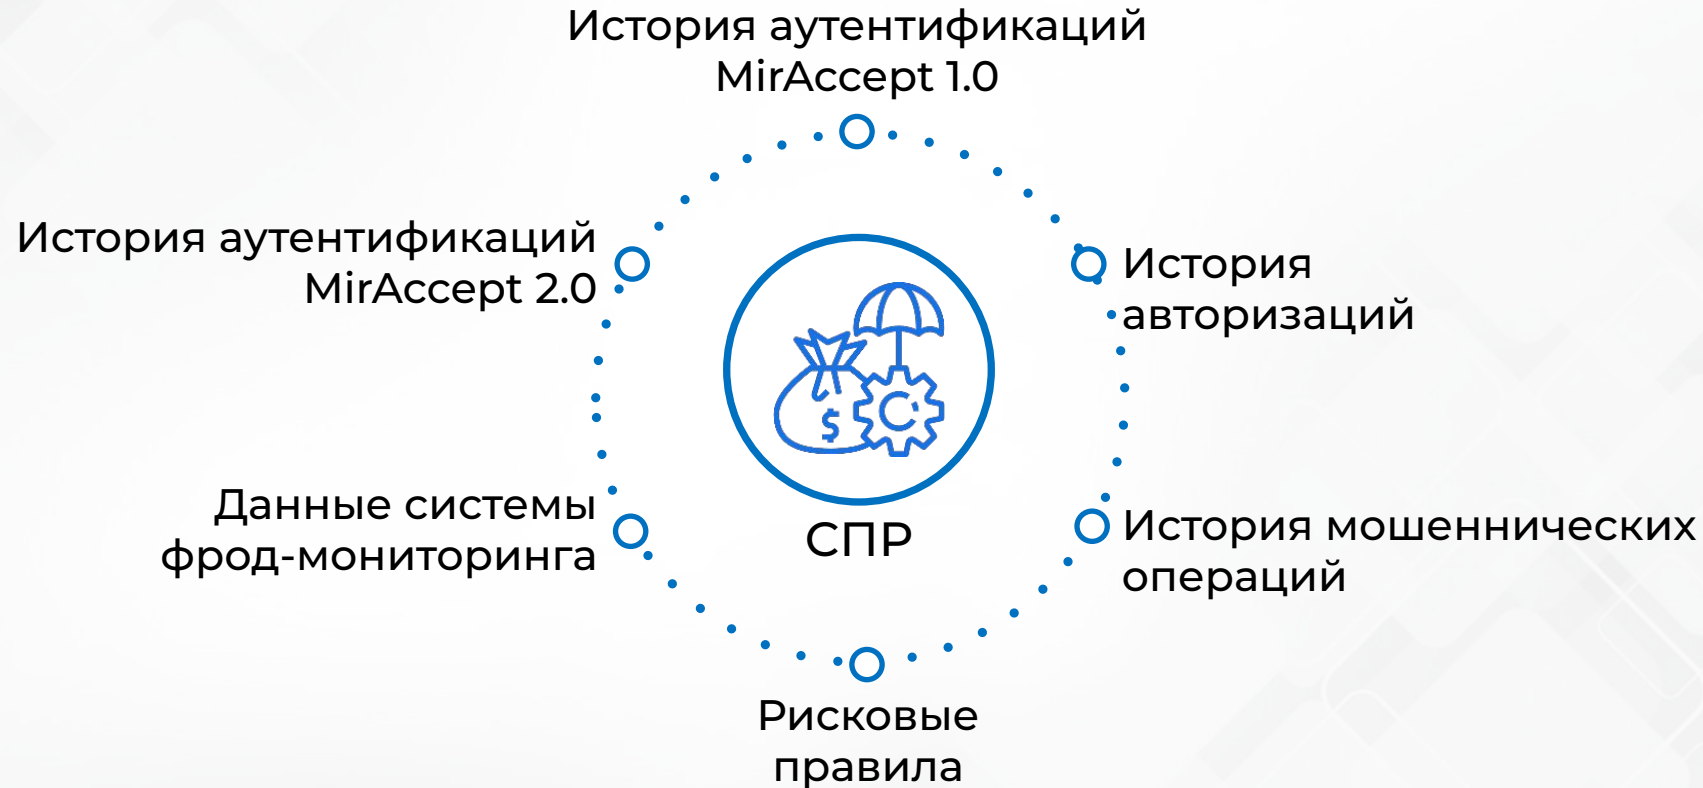 История аутентификаций
MirAccept 1.0
История аутентификаций
MirAccept 2.0
История
авторизаций
$
СПР
Данные системы
фрод-мониторинга
История мошеннических
операций
Рисковые
правила